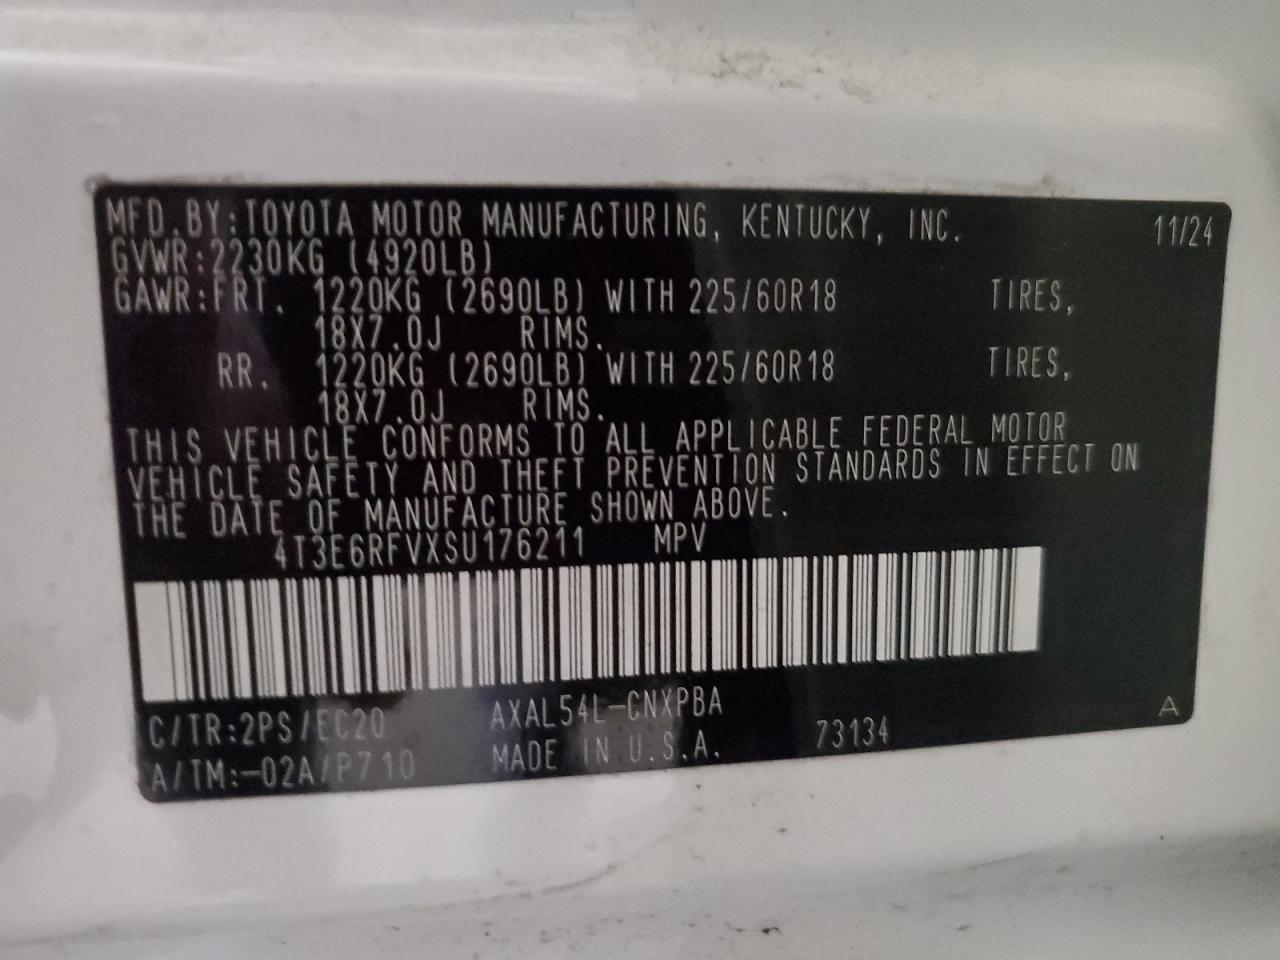 MFD.BY:TOYOTA MOTOR MANUFACTURING, KENTUCKY, INC. 11/24
GVWR:2230KG (4920LB)
GAWR:FRT. 1220KG (2690LB) WITH 225/60R18 TIRES,
18X7.0J RIMS.
RR. 1220KG (2690LB) WITH 225/60R18 TIRES,
18X7.0J RIMS.
THIS VEHICLE CONFORMS TO ALL APPLICABLE FEDERAL MOTOR
VEHICLE SAFETY AND THEFT PREVENTION STANDARDS IN EFFECT ON
THE DATE OF MANUFACTURE SHOWN ABOVE.
4T3E6RFVXSU176211 MPV
C/TR:2PS/EC20 AXAL54L-CNXPBA A
A/TM:-02A/P710 MADE IN U.S.A. 73134